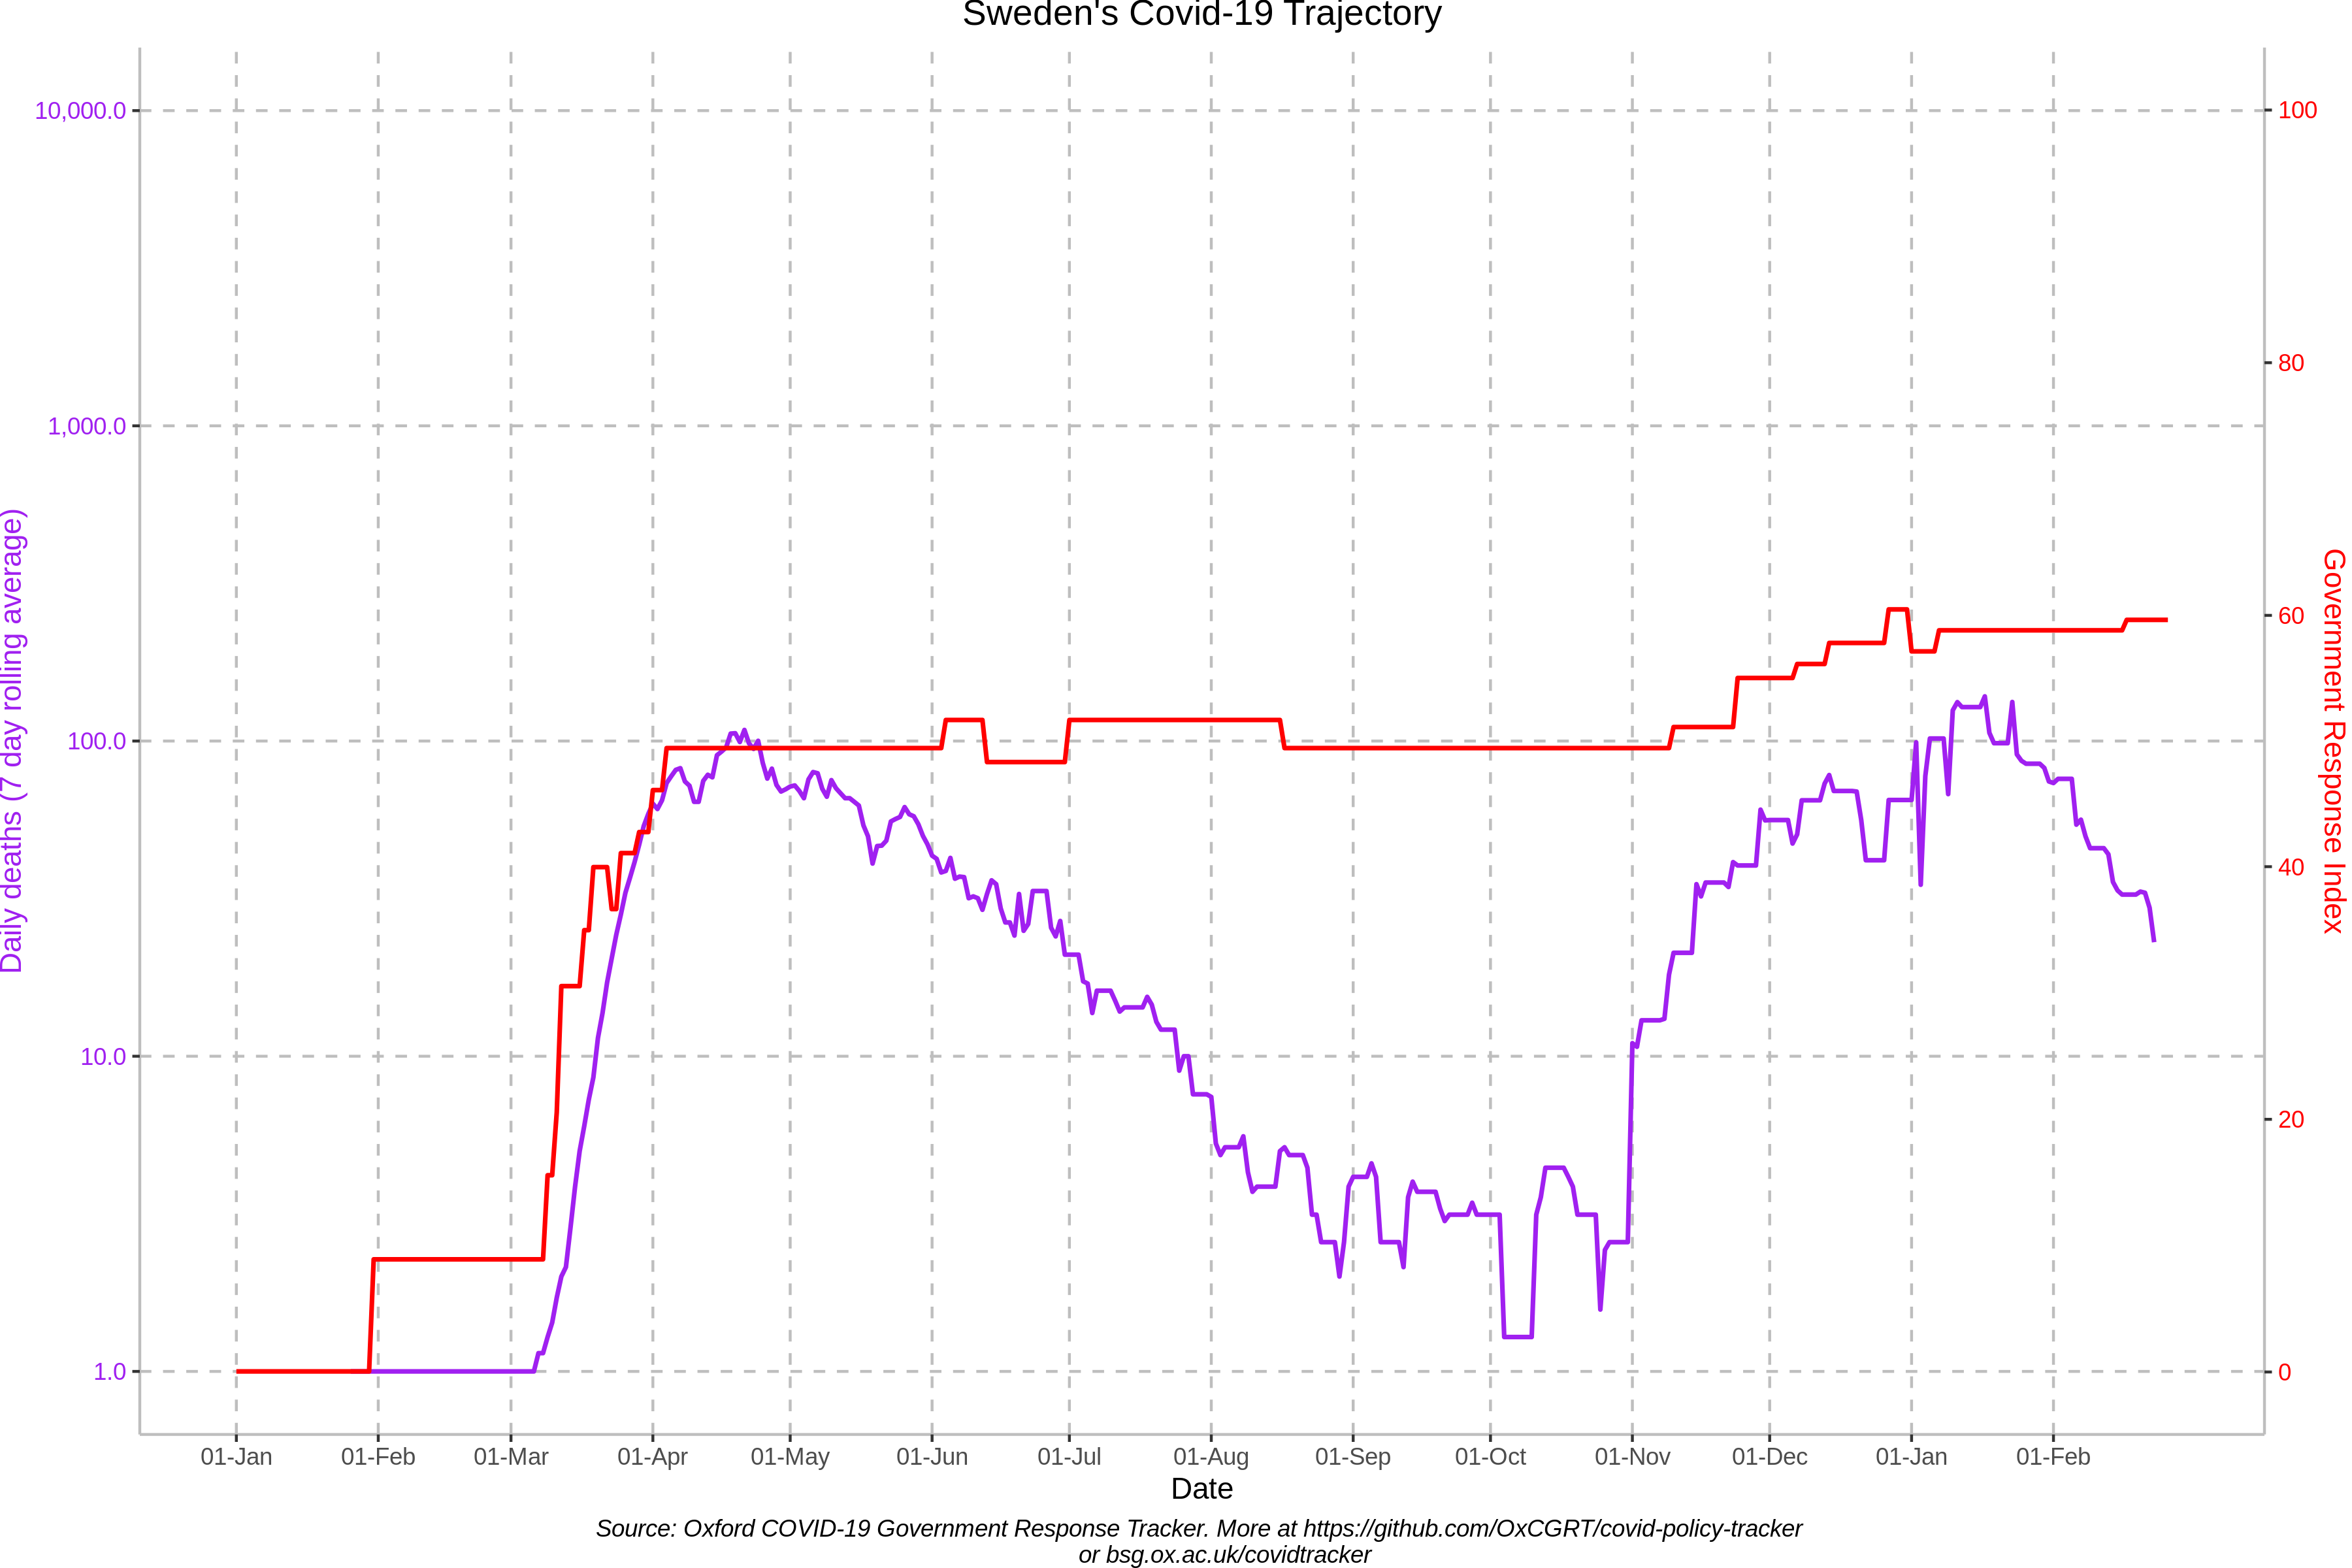 Sweden's Covid-19 Trajectory
10,000.0
1,000.0
100.0
10.0
1.0
Daily deaths (7 day rolling average)
100
80
60
40
20
0
Government Response Index
01-Jan 01-Feb 01-Mar 01-Apr 01-May 01-Jun 01-Jul 01-Aug 01-Sep 01-Oct 01-Nov 01-Dec 01-Jan 01-Feb
Date
Source: Oxford COVID-19 Government Response Tracker. More at https://github.com/OxCGRT/covid-policy-tracker
or bsg.ox.ac.uk/covidtracker